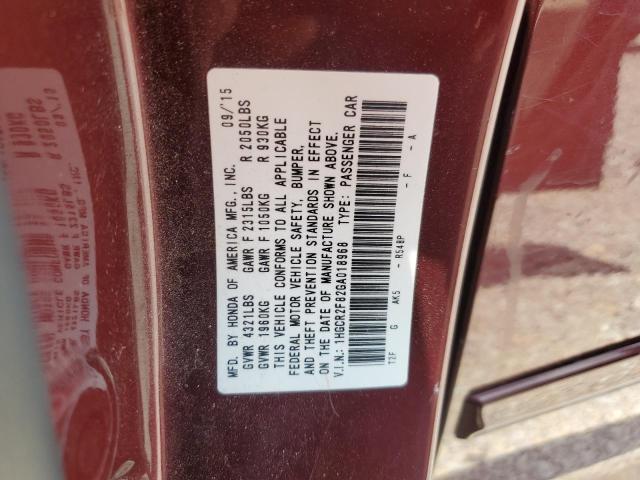 MFD. BY HONDA OF AMERICA MFG., INC. 09/15
GVWR 4321LBS GAWR F 2315LBS R 2050LBS
GVWR 1960KG GAWR F 1050KG R 930KG
THIS VEHICLE CONFORMS TO ALL APPLICABLE
FEDERAL MOTOR VEHICLE SAFETY, BUMPER,
AND THEFT PREVENTION STANDARDS IN EFFECT
ON THE DATE OF MANUFACTURE SHOWN ABOVE.
V.I.N.: 1HGCR2F82GA018968 TYPE: PASSENGER CAR
T2F G AK5 - R548P - F - A